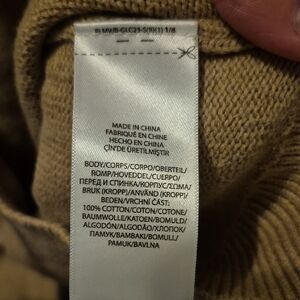 MADE IN CHINA
FABRIQUÉ EN CHINE
HECHO EN CHINA
ÇİN'DE ÜRETİLMİŞTİR
BODY/CORPS/CORPO/OBERTEIL/
ROMP/HOVEDDEL/CUERPO/
ПЕРЕД И СПИНКА/КОРПУС/ΣΩΜΑ/
BUK (KROPP)/ANVÄND (KROPP)/
BEDEN/VRCHNÍ ČÁST:
100% COTTON/COTON/COTONE/
BAUMWOLLE/KATOEN/BOMULD/
ALGODÓN/ALGODÃO/ХЛОПОК/
ПАМУК/ΒΑΜΒΑΚΙ/BOMULL/
PAMUK/BAVLNA